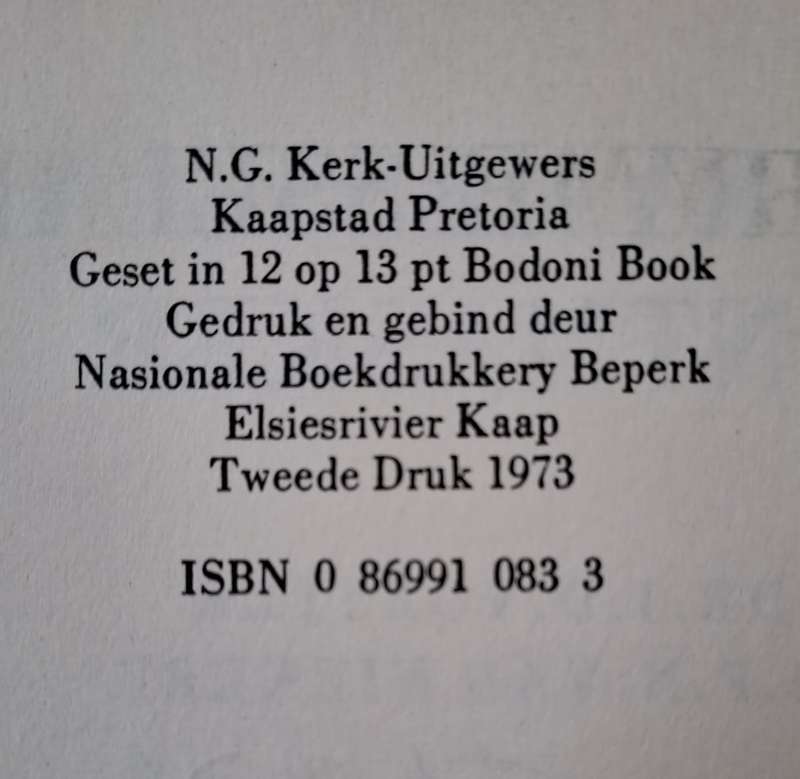 N.G. Kerk-Uitgewers
Kaapstad Pretoria
Geset in 12 op 13 pt Bodoni Book
Gedruk en gebind deur
Nasionale Boekdrukkery Beperk
Elsiesrivier Kaap
Tweede Druk 1973
ISBN 0 86991 083 3